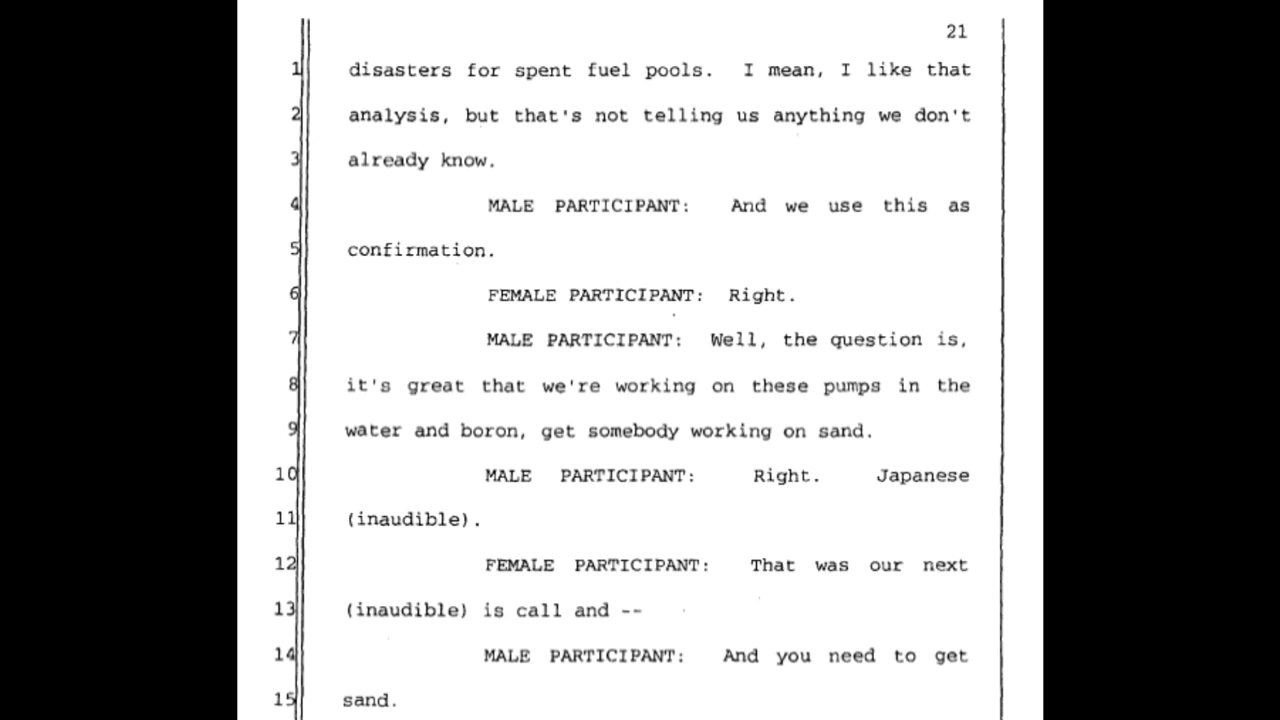 21
1 disasters for spent fuel pools. I mean, I like that
2 analysis, but that's not telling us anything we don't
3 already know.
4 MALE PARTICIPANT: And we use this as
5 confirmation.
6 FEMALE PARTICIPANT: Right.
7 MALE PARTICIPANT: Well, the question is,
8 it's great that we're working on these pumps in the
9 water and boron, get somebody working on sand.
10 MALE PARTICIPANT: Right. Japanese
11 (inaudible).
12 FEMALE PARTICIPANT: That was our next
13 (inaudible) is call and --
14 MALE PARTICIPANT: And you need to get
15 sand.